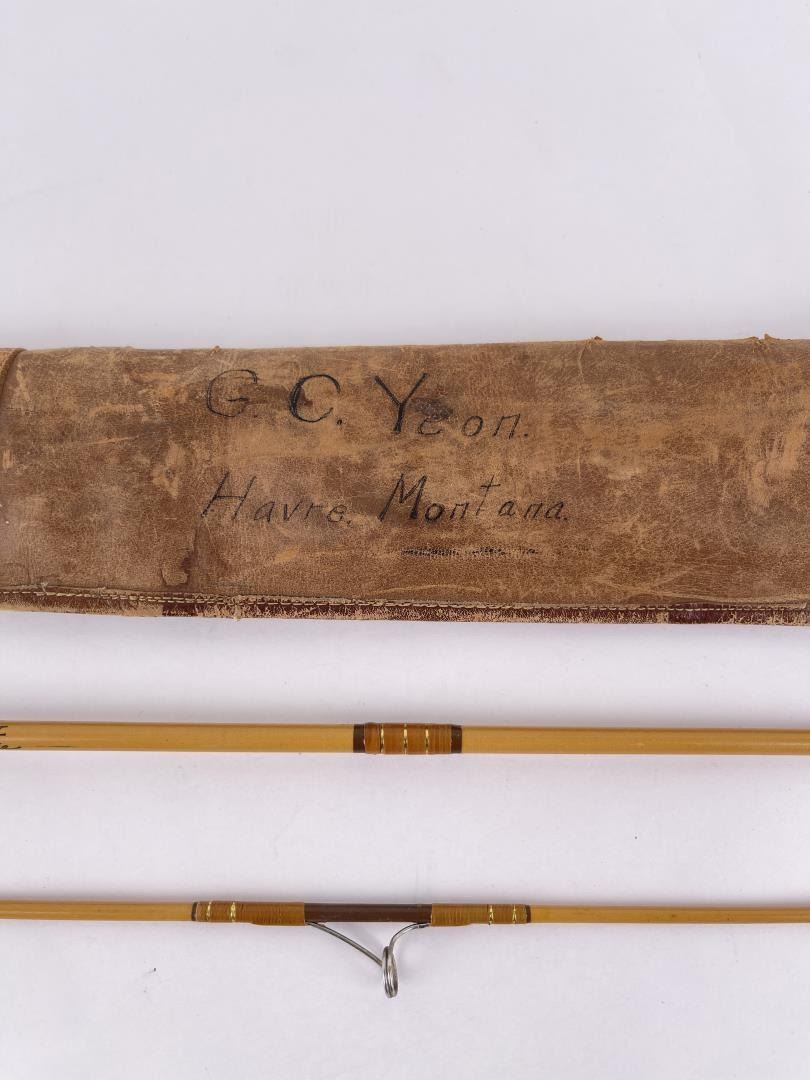 G. C. Yeon.
Havre, Montana.